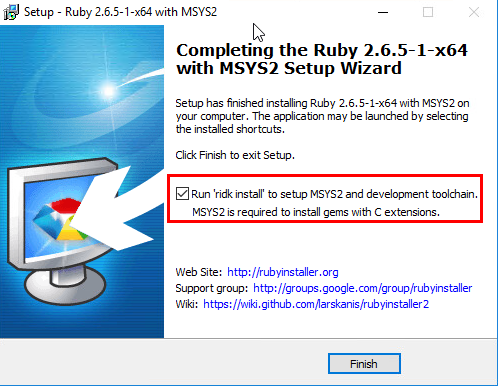 Setup - Ruby 2.6.5-1-x64 with MSYS2
Completing the Ruby 2.6.5-1-x64
with MSYS2 Setup Wizard
Setup has finished installing Ruby 2.6.5-1-x64 with MSYS2 on
your computer. The application may be launched by selecting
the installed shortcuts.
Click Finish to exit Setup.
Run 'ridk install' to setup MSYS2 and development toolchain.
MSYS2 is required to install gems with C extensions.
Web Site: http://rubyinstaller.org
Support group: http://groups.google.com/group/rubyinstaller
Wiki: https://wiki.github.com/larskanis/rubyinstaller2
Finish